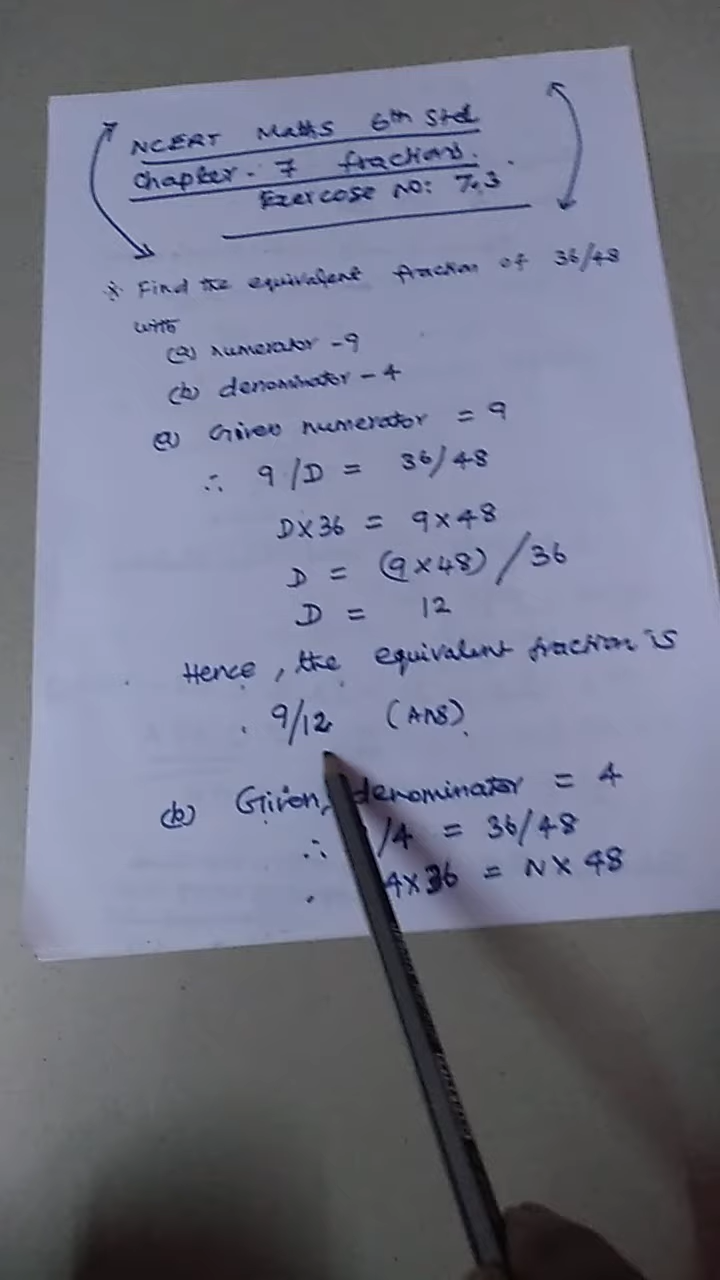 NCERT Maths 6th Std
Chapter. 7 fractions.
Exercose NO: 7.3
Find the equivalent fraction of 36/48
with
(a) numerator - 9
(b) denominator - 4
a) Given numerator = 9
∴ 9/D = 36/48
D×36 = 9×48
D = (9×48)/36
D = 12
Hence, the equivalent fraction is
9/12 (Ans).
(b) Given, denominator = 4
∴ /4 = 36/48
4×36 = N×48